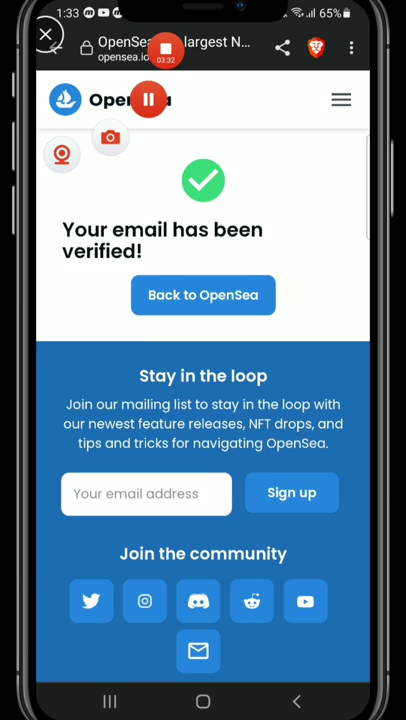 1:33
65%
OpenSea
largest N...
opensea.io
03:32
Open
a
Your email has been
verified!
Back to OpenSea
Stay in the loop
Join our mailing list to stay in the loop with
our newest feature releases, NFT drops, and
tips and tricks for navigating OpenSea.
Your email address
Sign up
Join the community